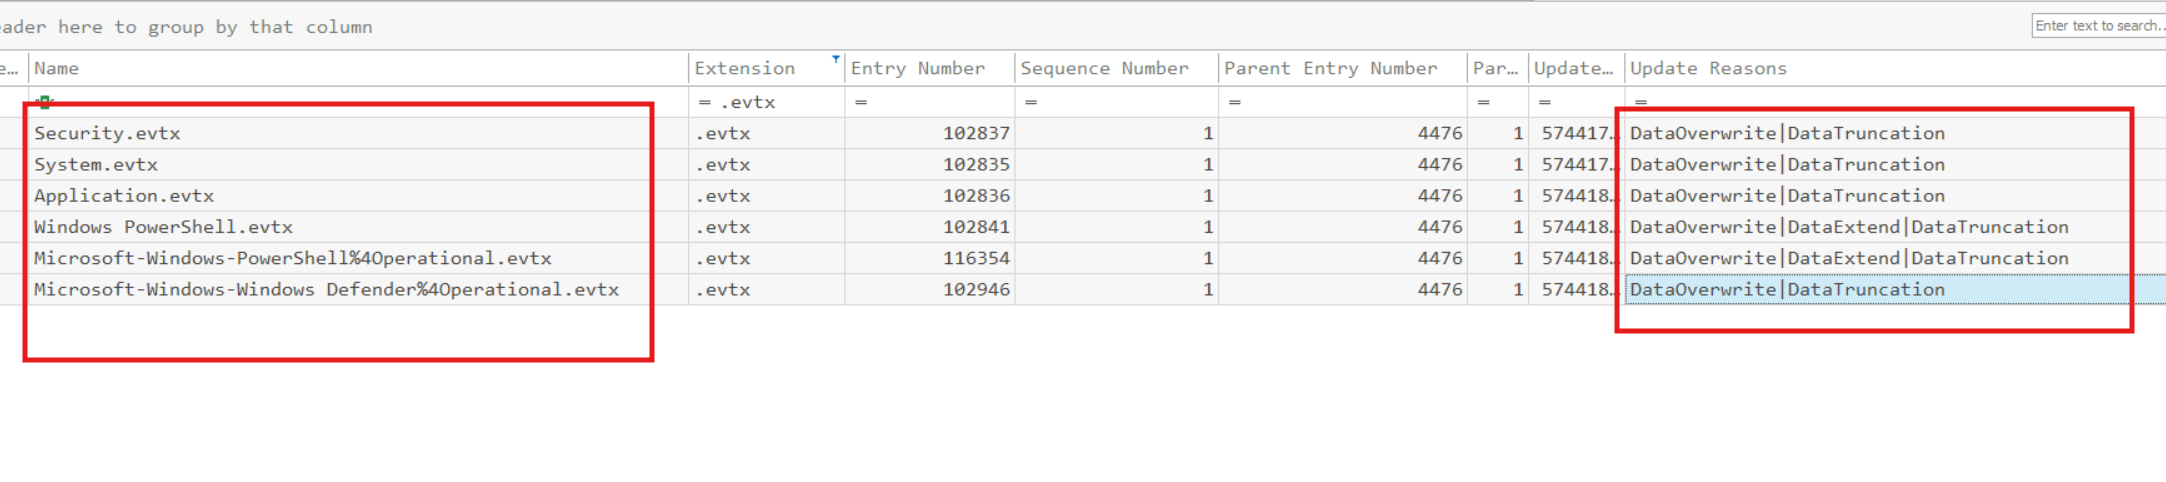 eader here to group by that column
Enter text to search...
e... Name Extension Entry Number Sequence Number Parent Entry Number Par... Update... Update Reasons
= .evtx = = = = = =
Security.evtx .evtx 102837 1 4476 1 574417... DataOverwrite|DataTruncation
System.evtx .evtx 102835 1 4476 1 574417... DataOverwrite|DataTruncation
Application.evtx .evtx 102836 1 4476 1 574418... DataOverwrite|DataTruncation
Windows PowerShell.evtx .evtx 102841 1 4476 1 574418... DataOverwrite|DataExtend|DataTruncation
Microsoft-Windows-PowerShell%4Operational.evtx .evtx 116354 1 4476 1 574418... DataOverwrite|DataExtend|DataTruncation
Microsoft-Windows-Windows Defender%4Operational.evtx .evtx 102946 1 4476 1 574418... DataOverwrite|DataTruncation